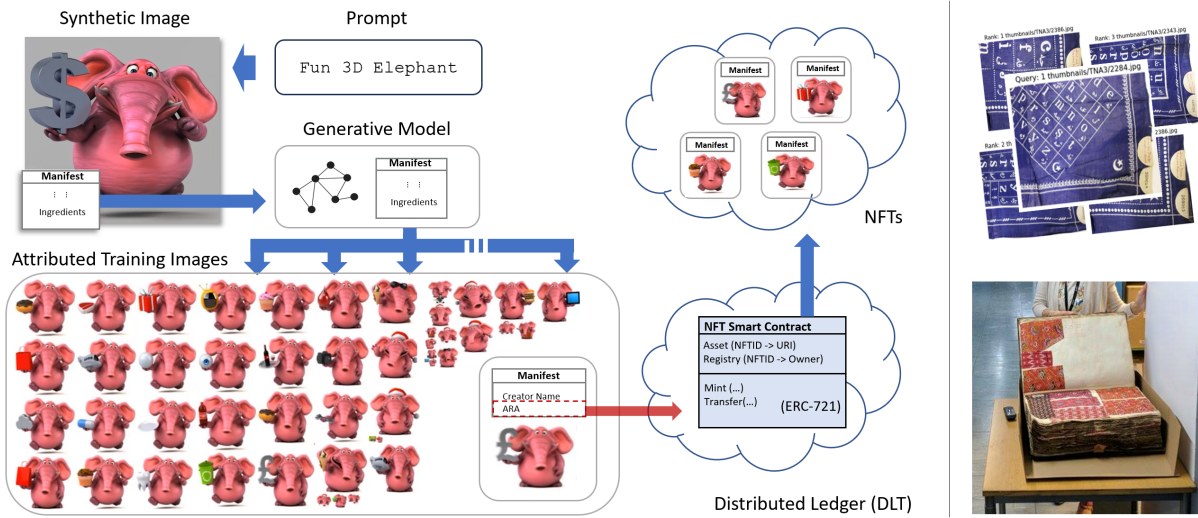 Synthetic Image
Prompt
Fun 3D Elephant
Generative Model
Manifest
Ingredients
Manifest
Ingredients
Attributed Training Images
Manifest
Creator Name
ARA
Manifest
Manifest
Manifest
Manifest
NFTs
NFT Smart Contract
Asset (NFTID -> URI)
Registry (NFTID -> Owner)
Mint (...)
Transfer(...)
(ERC-721)
Distributed Ledger (DLT)
Rank: 1 thumbnails/TNA3/2386.jpg
Rank: 3 thumbnails/TNA3/2343.jpg
Query: 1 thumbnails/TNA3/2284.jpg
Rank: 2 th
2386.jpg